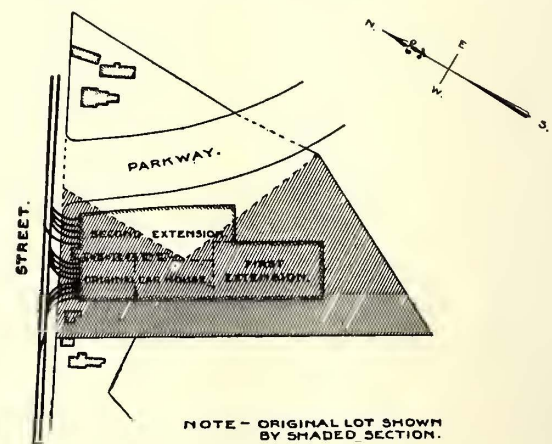 N.
E
W.
S.
PARKWAY.
STREET.
SECOND EXTENSION
ORIGINAL CAR HOUSE.
FIRST
EXTENSION.
NOTE – ORIGINAL LOT SHOWN
BY SHADED SECTION.